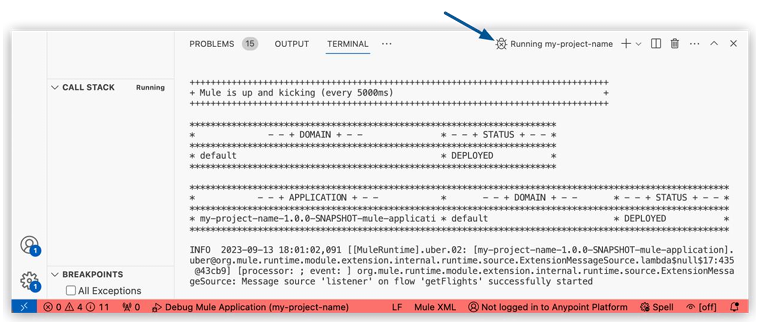 PROBLEMS 15 OUTPUT TERMINAL ··· Running my-project-name
CALL STACK Running
++++++++++++++++++++++++++++++++++++++++++++++++++++++++++++++++++++++
+ Mule is up and kicking (every 5000ms) +
++++++++++++++++++++++++++++++++++++++++++++++++++++++++++++++++++++++
*******************************************************************
* - - + DOMAIN + - - * - - + STATUS + - - *
*******************************************************************
* default * DEPLOYED *
*******************************************************************
*******************************************************************************************************
* - - + APPLICATION + - - * - - + DOMAIN + - - * - - + STATUS + - - *
*******************************************************************************************************
* my-project-name-1.0.0-SNAPSHOT-mule-applicati * default * DEPLOYED *
*******************************************************************************************************
INFO 2023-09-13 18:01:02,091 [[MuleRuntime].uber.02: [my-project-name-1.0.0-SNAPSHOT-mule-application].
uber@org.mule.runtime.module.extension.internal.runtime.source.ExtensionMessageSource.lambda$null$17:435
@43cb9] [processor: ; event: ] org.mule.runtime.module.extension.internal.runtime.source.ExtensionMessa
geSource: Message source 'listener' on flow 'getFlights' successfully started
1
1
BREAKPOINTS
All Exceptions
0 4 11 0 Debug Mule Application (my-project-name) LF Mule XML Not logged in to Anypoint Platform Spell [off]